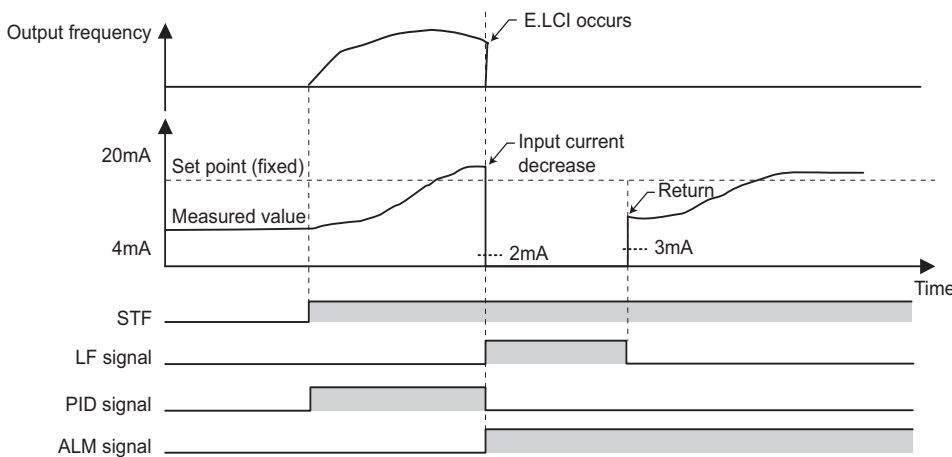 Output frequency
E.LCI occurs
20mA
Set point (fixed)
Input current
decrease
Measured value
Return
4mA
2mA
3mA
Time
STF
LF signal
PID signal
ALM signal